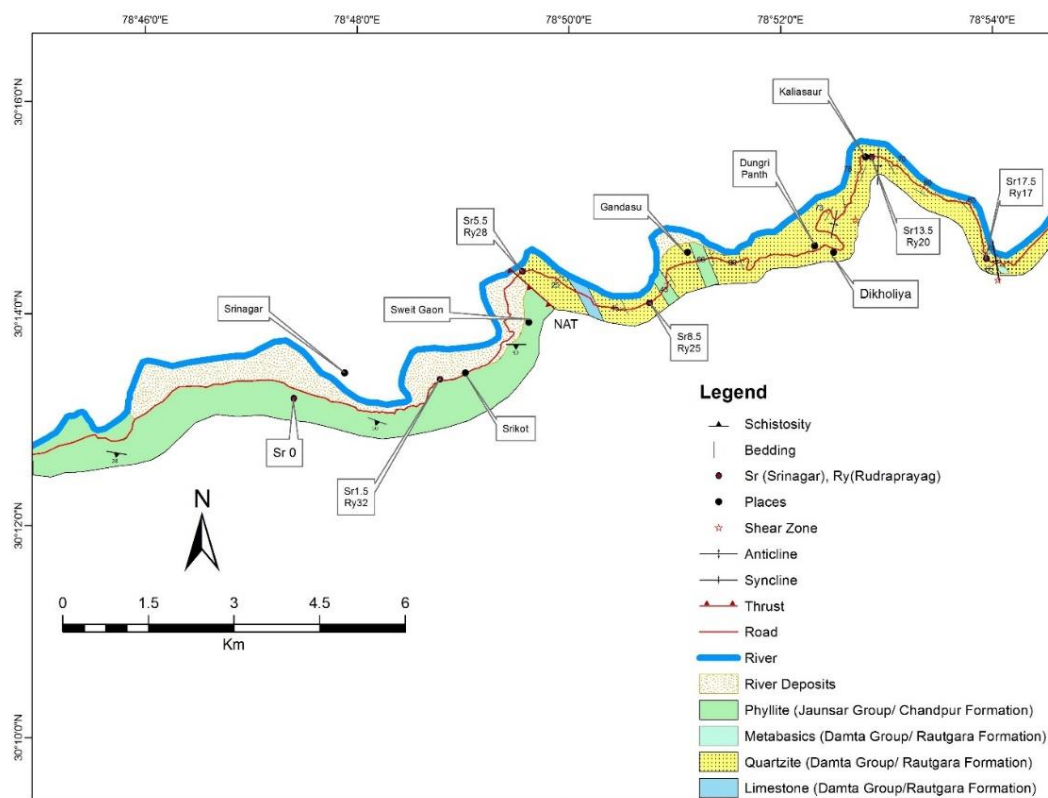 78°46'0"E
78°48'0"E
78°50'0"E
78°52'0"E
78°54'0"E
30°16'0"N
30°14'0"N
30°12'0"N
30°10'0"N
Kaliasaur
Dungri
Panth
Sr17.5
Ry17
Gandasu
Sr5.5
Ry28
Sr13.5
Ry20
Srinagar
Sweit Gaon
NAT
Dikholiya
Sr8.5
Ry25
Srikot
Sr 0
Sr1.5
Ry32
N
0
1.5
3
4.5
6
Km
Legend
Schistosity
Bedding
Sr (Srinagar), Ry(Rudraprayag)
Places
Shear Zone
Anticline
Syncline
Thrust
Road
River
River Deposits
Phyllite (Jaunsar Group/ Chandpur Formation)
Metabasics (Damta Group/ Rautgara Formation)
Quartzite (Damta Group/ Rautgara Formation)
Limestone (Damta Group/Rautgara Formation)